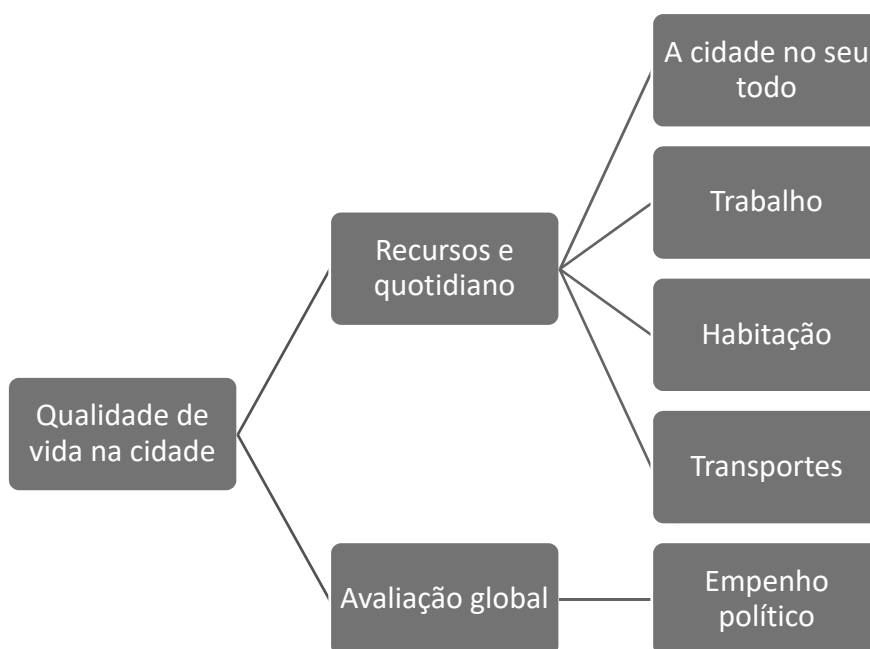 A cidade no seu
todo
Trabalho
Recursos e
quotidiano
Habitação
Qualidade de
vida na cidade
Transportes
Avaliação global
Empenho
político